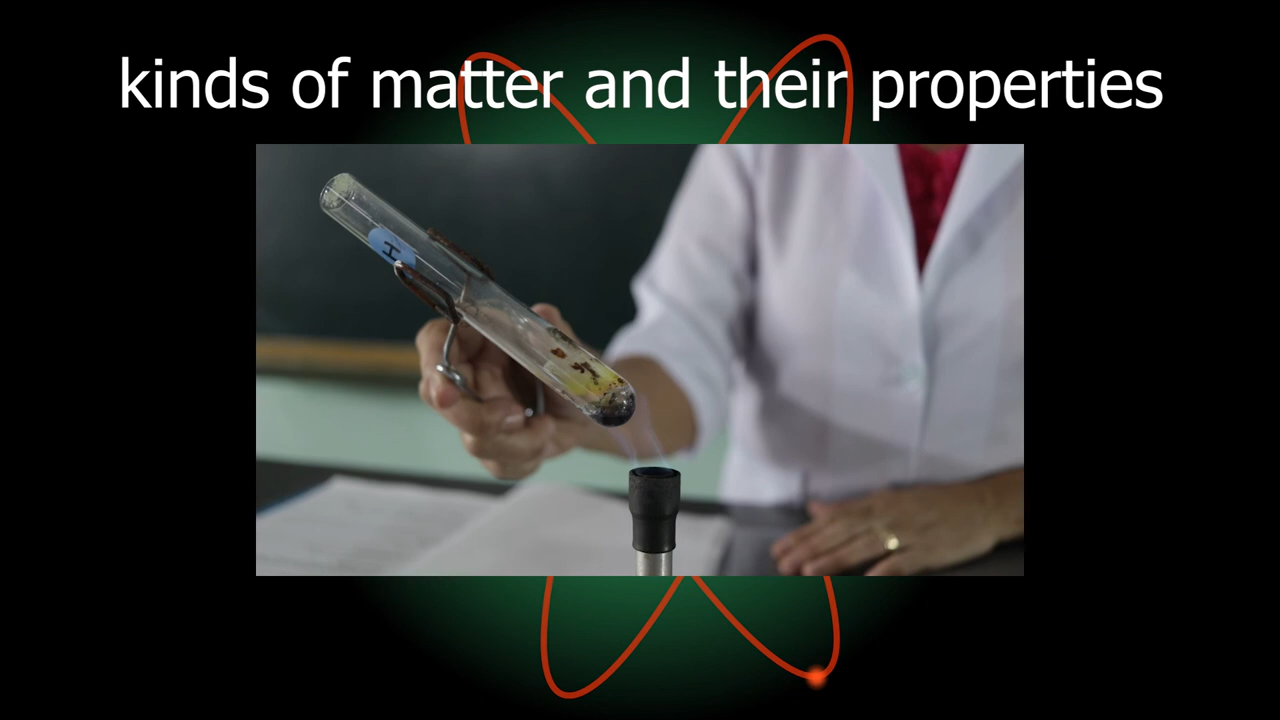 kinds of matter and their properties
H